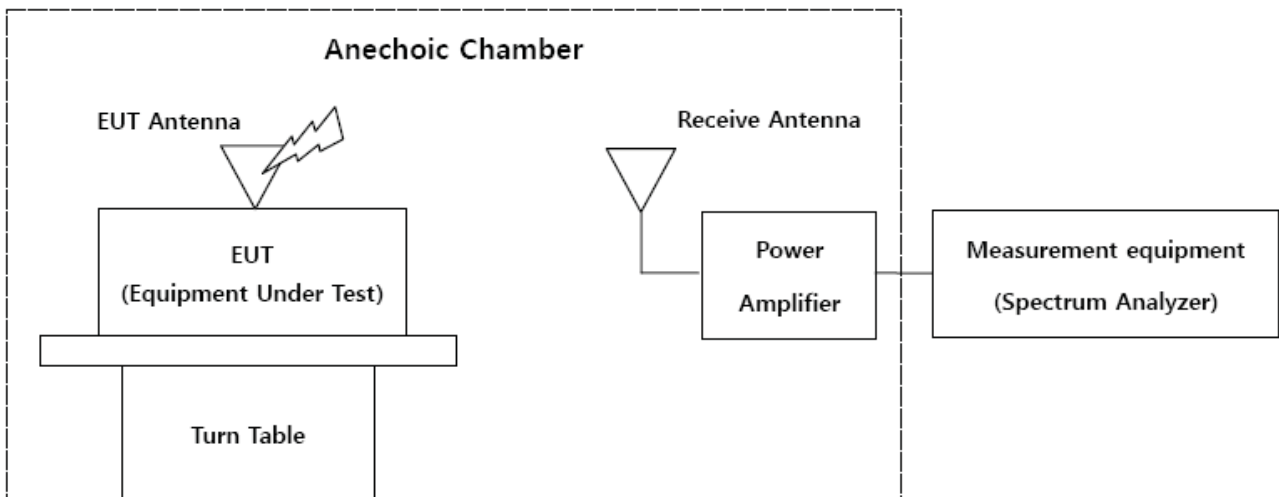 Anechoic Chamber
EUT Antenna
Receive Antenna
EUT
(Equipment Under Test)
Power
Amplifier
Measurement equipment
(Spectrum Analyzer)
Turn Table